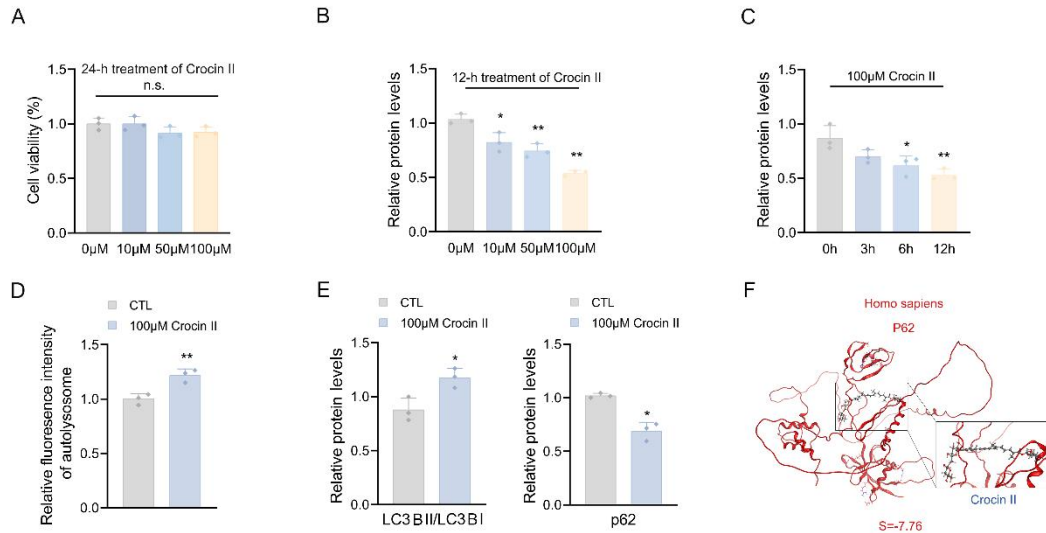 A
24-h treatment of Crocin II
n.s.
Cell viability (%)
1.5
1.0
0.5
0.0
0μM 10μM 50μM 100μM
B
12-h treatment of Crocin II
Relative protein levels
1.5
1.0
0.5
0.0
* ** **
0μM 10μM 50μM 100μM
C
100μM Crocin II
Relative protein levels
1.5
1.0
0.5
0.0
* **
0h 3h 6h 12h
D
CTL
100μM Crocin II
Relative fluoresence intensity
of autolysosome
1.5
1.0
0.5
1.0
**
E
CTL
100μM Crocin II
Relative protein levels
1.5
1.0
0.5
0.0
*
LC3BII/LC3BI
CTL
100μM Crocin II
Relative protein levels
1.5
1.0
0.5
0.0
*
p62
F
Homo sapiens
P62
Crocin II
S=-7.76